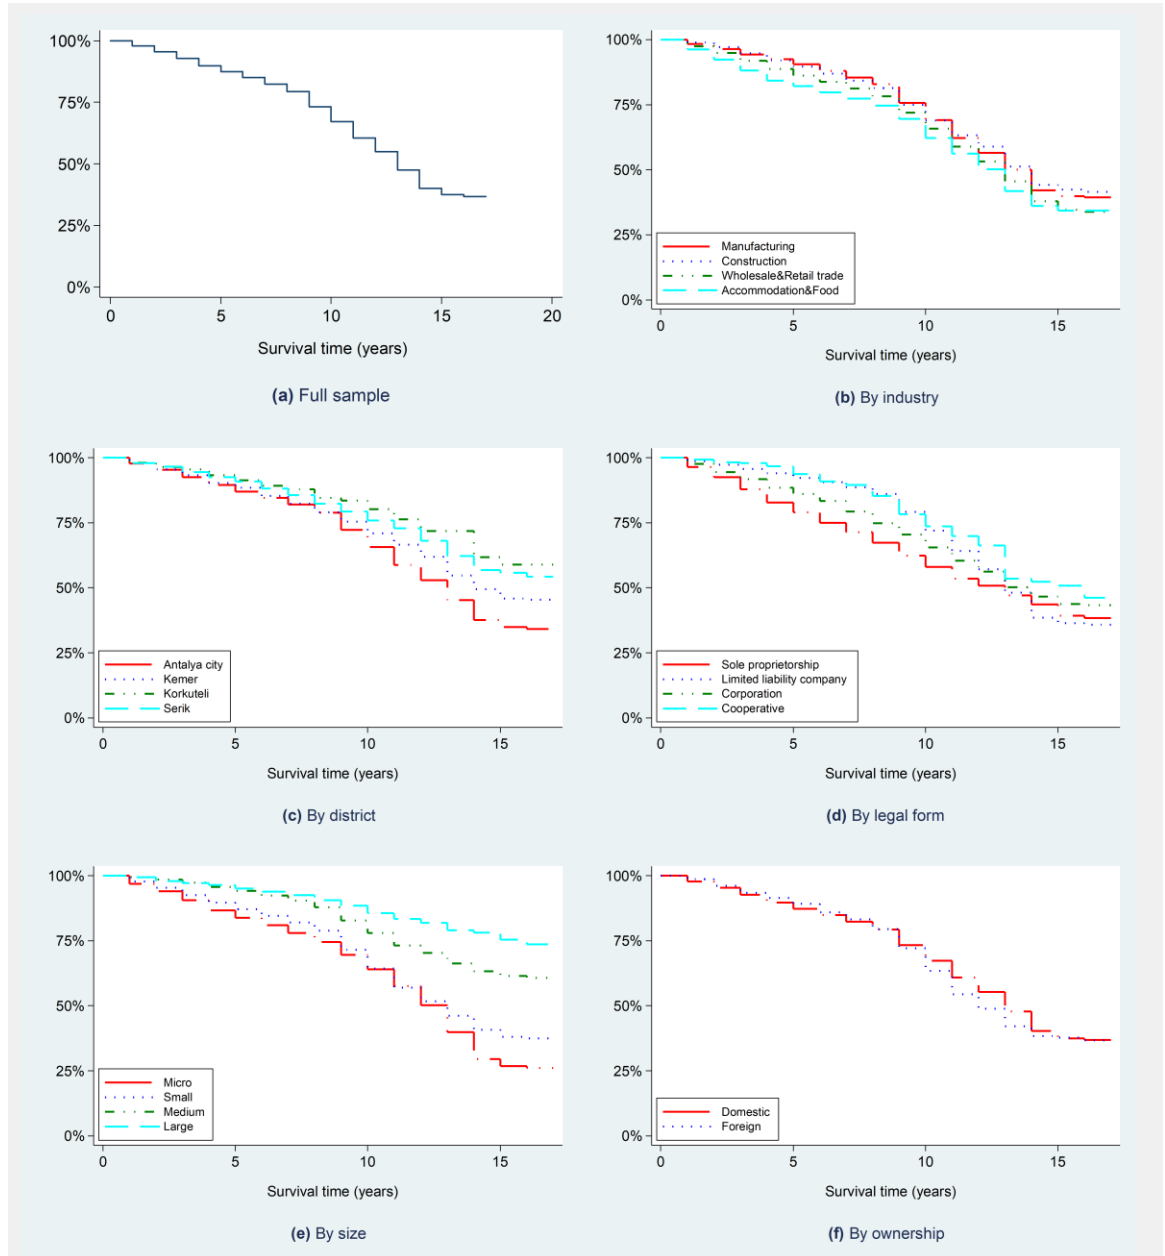 100%
75%
50%
25%
0%
0 5 10 15 20
Survival time (years)
(a) Full sample
100%
75%
50%
25%
0%
Manufacturing
Construction
Wholesale&Retail trade
Accommodation&Food
0 5 10 15
Survival time (years)
(b) By industry
100%
75%
50%
25%
0%
Antalya city
Kemer
Korkuteli
Serik
0 5 10 15
Survival time (years)
(c) By district
100%
75%
50%
25%
0%
Sole proprietorship
Limited liability company
Corporation
Cooperative
0 5 10 15
Survival time (years)
(d) By legal form
100%
75%
50%
25%
0%
Micro
Small
Medium
Large
0 5 10 15
Survival time (years)
(e) By size
100%
75%
50%
25%
0%
Domestic
Foreign
0 5 10 15
Survival time (years)
(f) By ownership